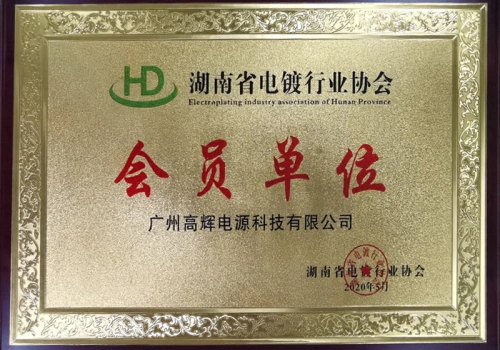 HD
湖南省电镀行业协会
Electroplating industry association of Hunan Province
会员单位
广州高辉电源科技有限公司
湖南省电镀行业协会
2020年5月